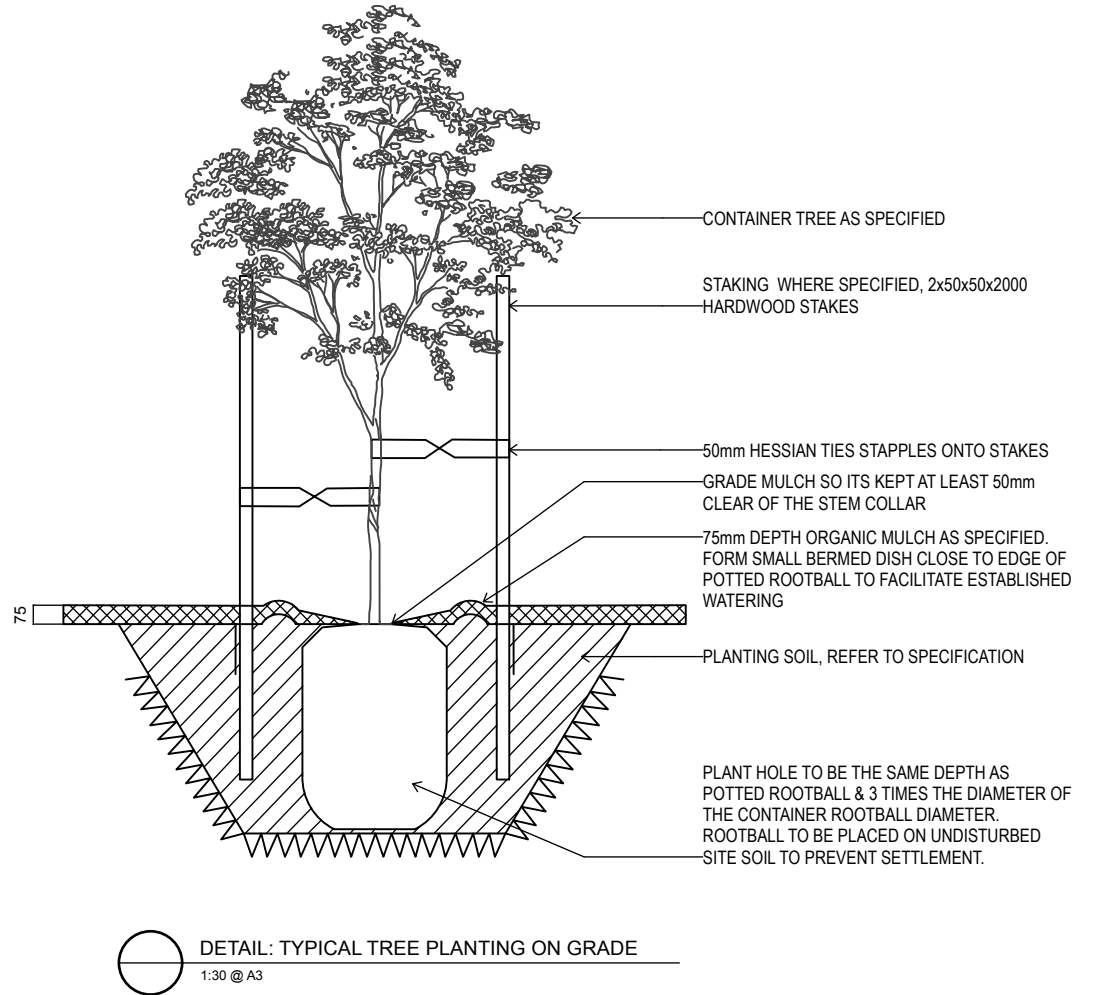 CONTAINER TREE AS SPECIFIED
STAKING WHERE SPECIFIED, 2x50x50x2000
HARDWOOD STAKES
50mm HESSIAN TIES STAPPLES ONTO STAKES
GRADE MULCH SO ITS KEPT AT LEAST 50mm
CLEAR OF THE STEM COLLAR
75mm DEPTH ORGANIC MULCH AS SPECIFIED.
FORM SMALL BERMED DISH CLOSE TO EDGE OF
POTTED ROOTBALL TO FACILITATE ESTABLISHED
WATERING
75
PLANTING SOIL, REFER TO SPECIFICATION
PLANT HOLE TO BE THE SAME DEPTH AS
POTTED ROOTBALL & 3 TIMES THE DIAMETER OF
THE CONTAINER ROOTBALL DIAMETER.
ROOTBALL TO BE PLACED ON UNDISTURBED
SITE SOIL TO PREVENT SETTLEMENT.
DETAIL: TYPICAL TREE PLANTING ON GRADE
1:30 @ A3